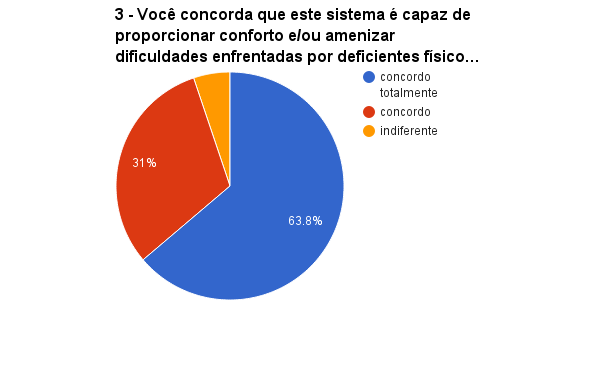 3 - Você concorda que este sistema é capaz de
proporcionar conforto e/ou amenizar
dificuldades enfrentadas por deficientes físico...
concordo
totalmente
concordo
indiferente
31%
63.8%